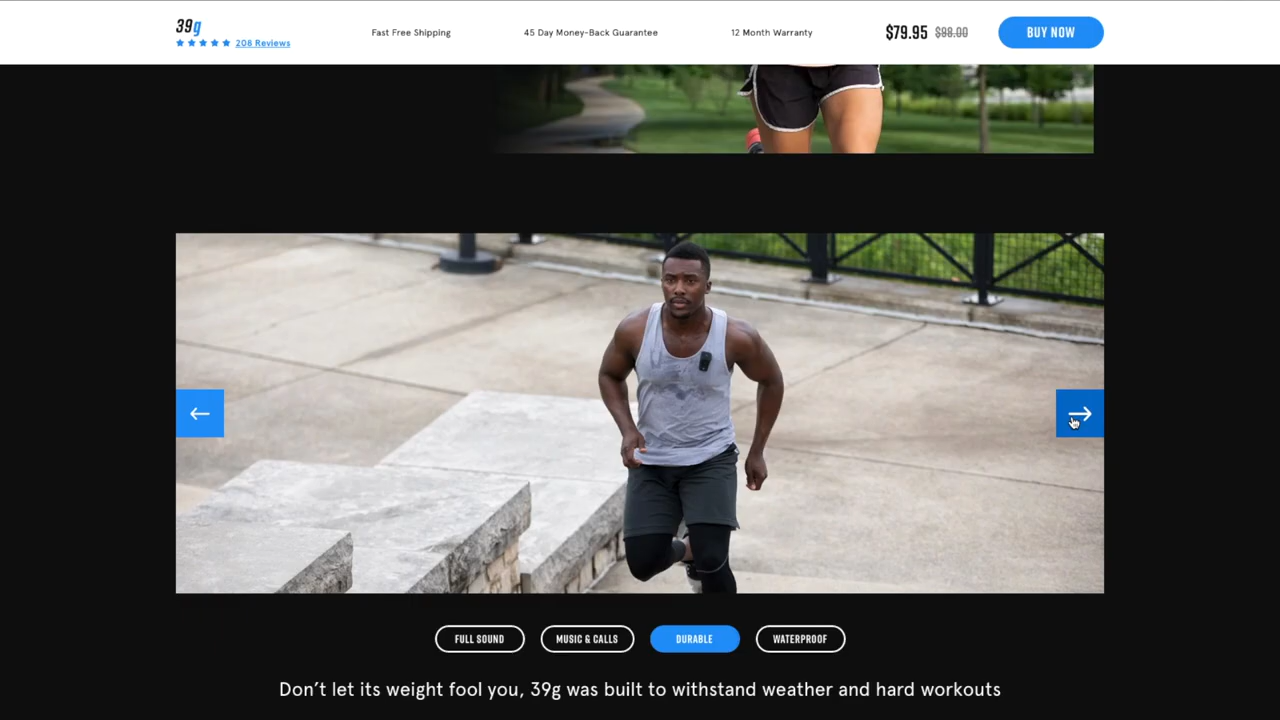 39g
208 Reviews
Fast Free Shipping
45 Day Money-Back Guarantee
12 Month Warranty
$79.95 $98.00
BUY NOW
FULL SOUND
MUSIC & CALLS
DURABLE
WATERPROOF
Don't let its weight fool you, 39g was built to withstand weather and hard workouts